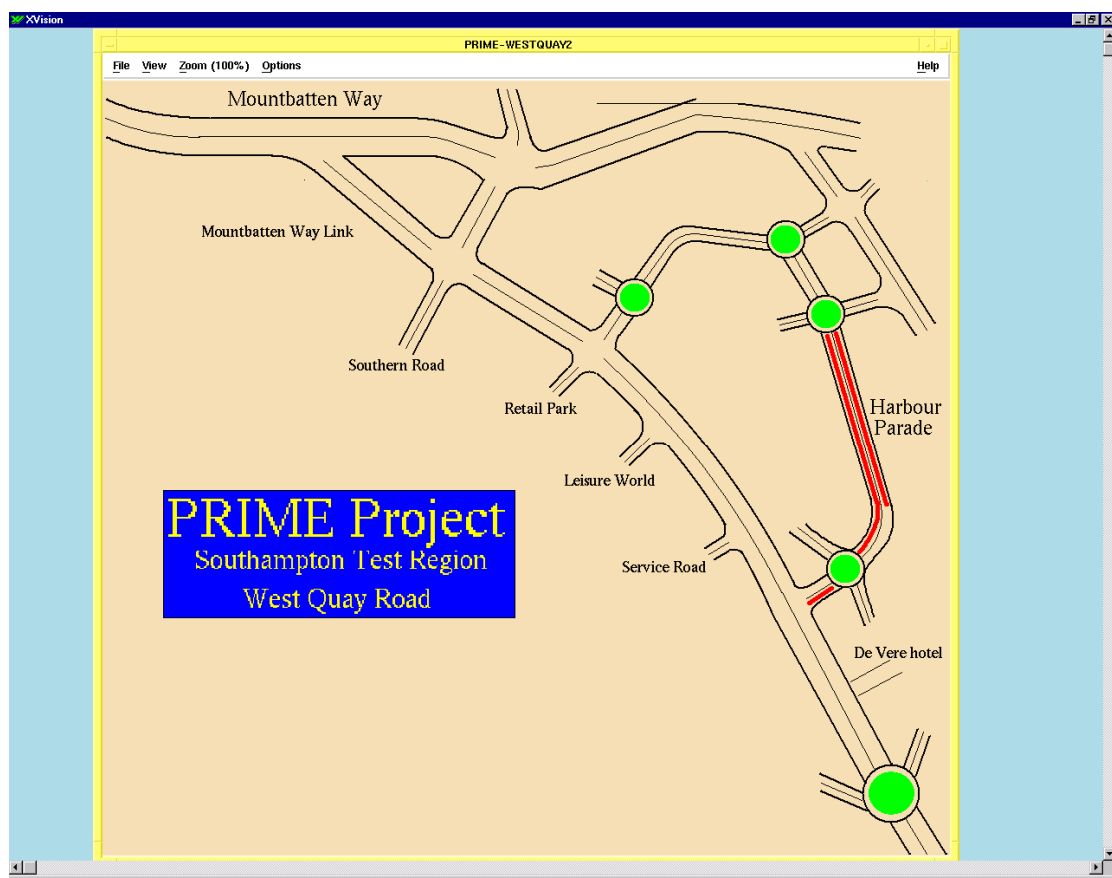 XVision
PRIME-WESTQUAY2
File View Zoom (100%) Options Help
Mountbatten Way
Mountbatten Way Link
Southern Road
Retail Park
Harbour
Parade
Leisure World
PRIME Project
Southampton Test Region
West Quay Road
Service Road
De Vere hotel